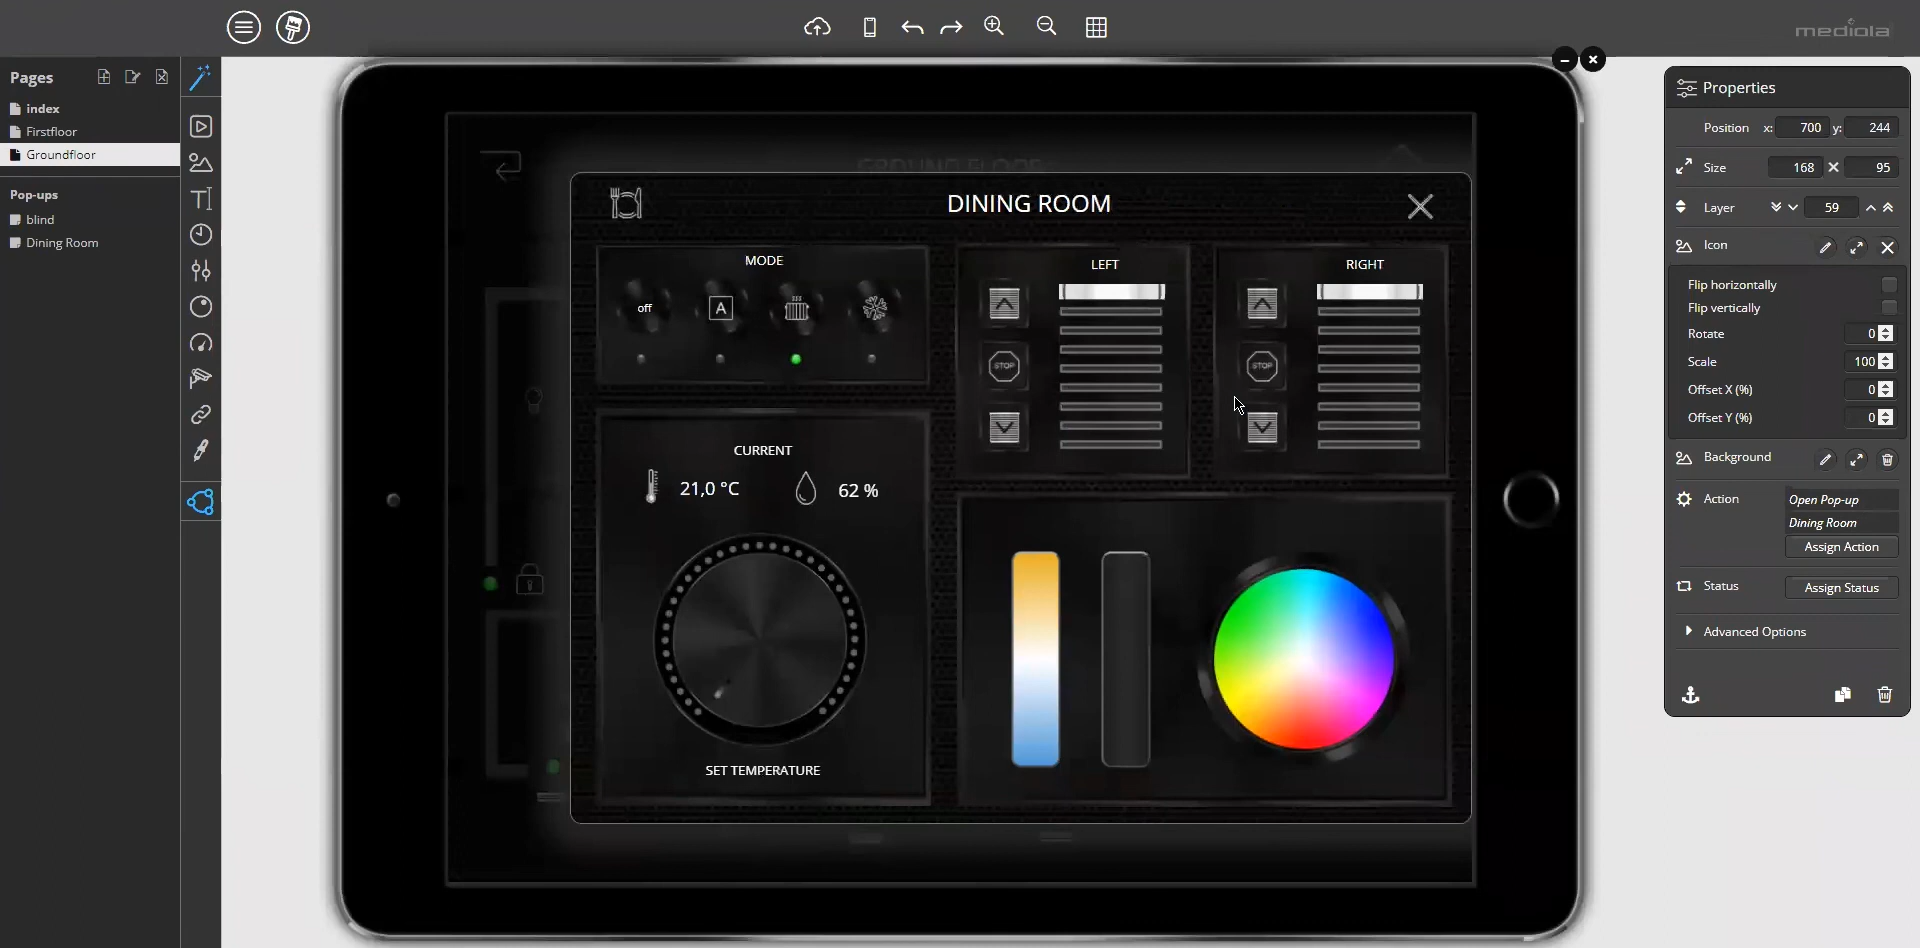 mediola
Pages
index
Firstfloor
Groundfloor
Pop-ups
blind
Dining Room
GROUND FLOOR
DINING ROOM
MODE
off
A
LEFT
STOP
RIGHT
STOP
CURRENT
21,0 °C
62 %
SET TEMPERATURE
Properties
Position x: 700 y: 244
Size 168 × 95
Layer 59
Icon
Flip horizontally
Flip vertically
Rotate 0
Scale 100
Offset X (%) 0
Offset Y (%) 0
Background
Action Open Pop-up
Dining Room
Assign Action
Status Assign Status
Advanced Options